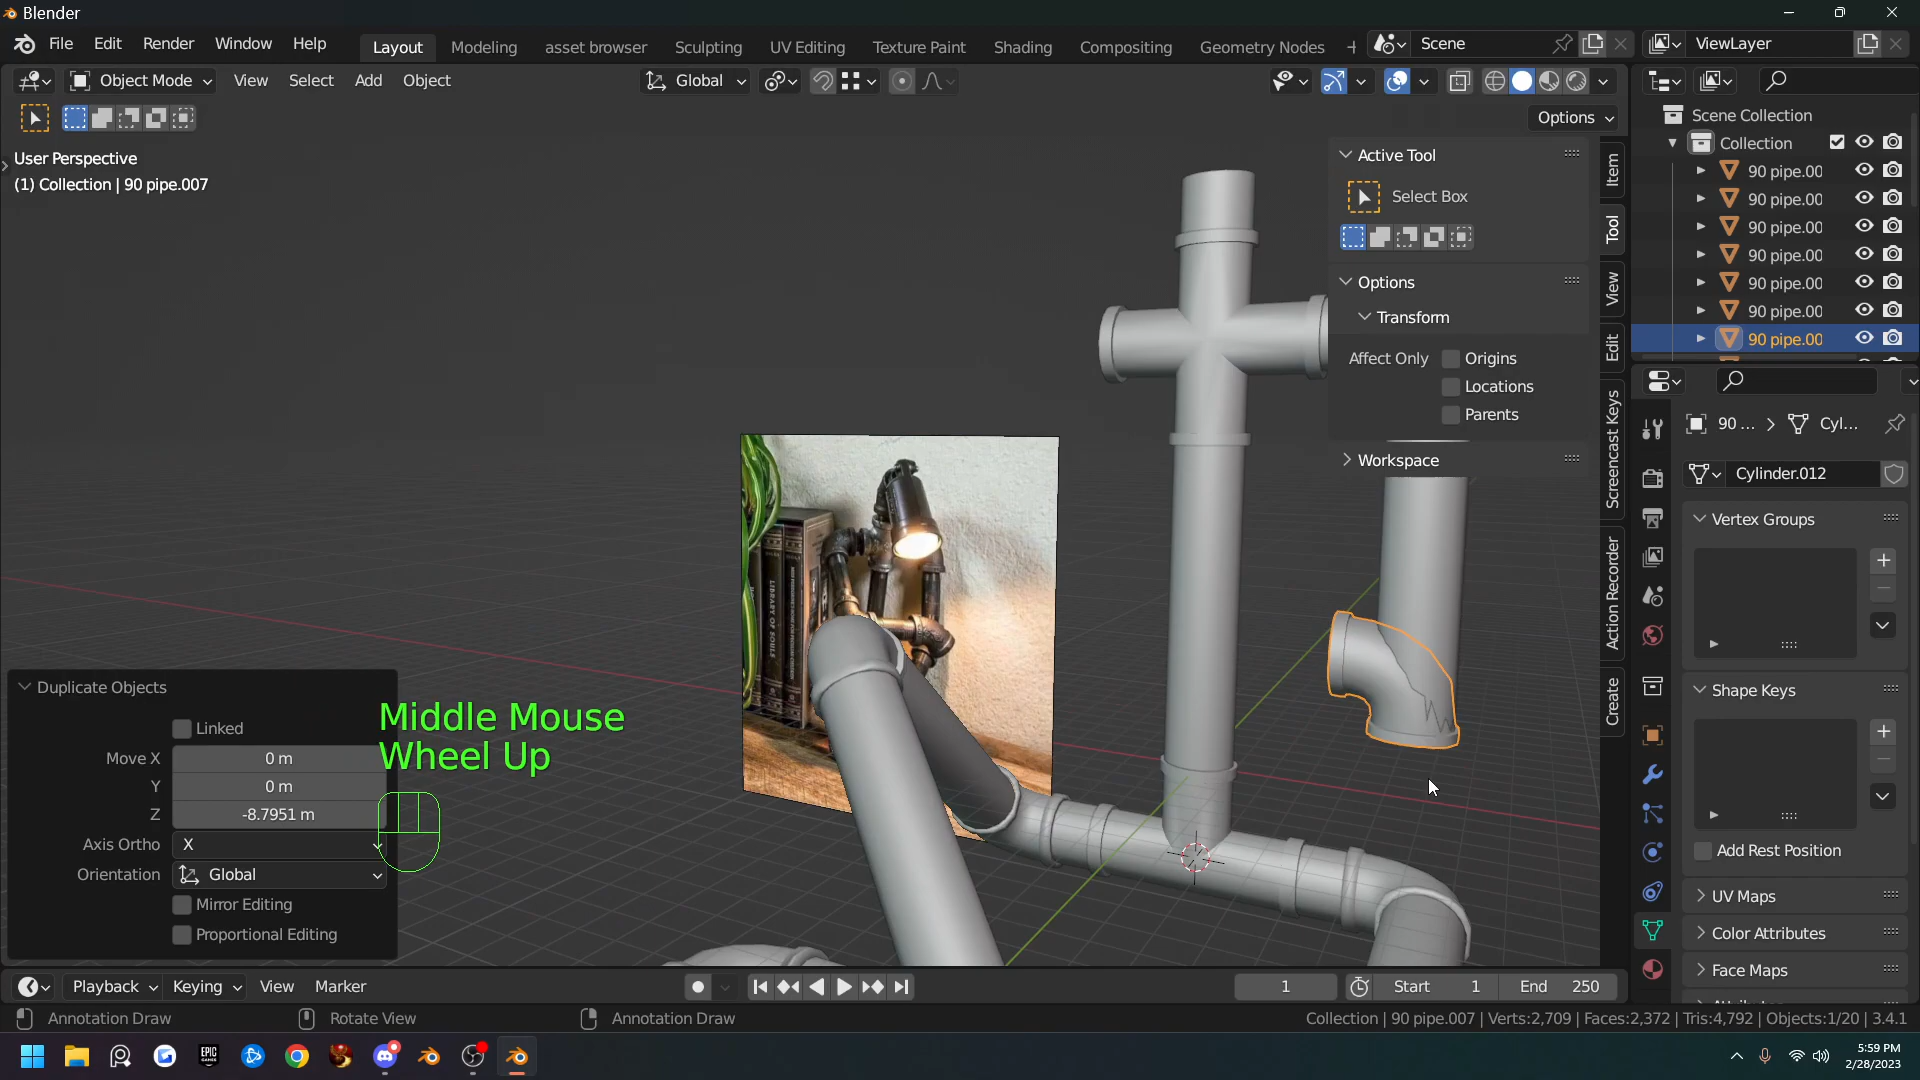 Blender
File Edit Render Window Help
Layout Modeling asset browser Sculpting UV Editing Texture Paint Shading Compositing Geometry Nodes
Scene
ViewLayer
Object Mode View Select Add Object
Global
Options
User Perspective
(1) Collection | 90 pipe.007
Active Tool
Select Box
Options
Transform
Affect Only Origins
Locations
Parents
Workspace
Item
Tool
View
Edit
Screencast Keys
Action Recorder
Create
Scene Collection
Collection
90 pipe.00
90 pipe.00
90 pipe.00
90 pipe.00
90 pipe.00
90 pipe.00
90 pipe.00
90 ... > Cyl...
Cylinder.012
Vertex Groups
Shape Keys
Add Rest Position
UV Maps
Color Attributes
Face Maps
LIBRARY OF SOULS
Duplicate Objects
Linked
Move X 0 m
Y 0 m
Z -8.7951 m
Axis Ortho X
Orientation Global
Mirror Editing
Proportional Editing
Middle Mouse
Wheel Up
Playback Keying View Marker
1
Start 1
End 250
Annotation Draw
Rotate View
Annotation Draw
Collection | 90 pipe.007 | Verts:2,709 | Faces:2,372 | Tris:4,792 | Objects:1/20 | 3.4.1
EPIC
GAMES
5:59 PM
2/28/2023